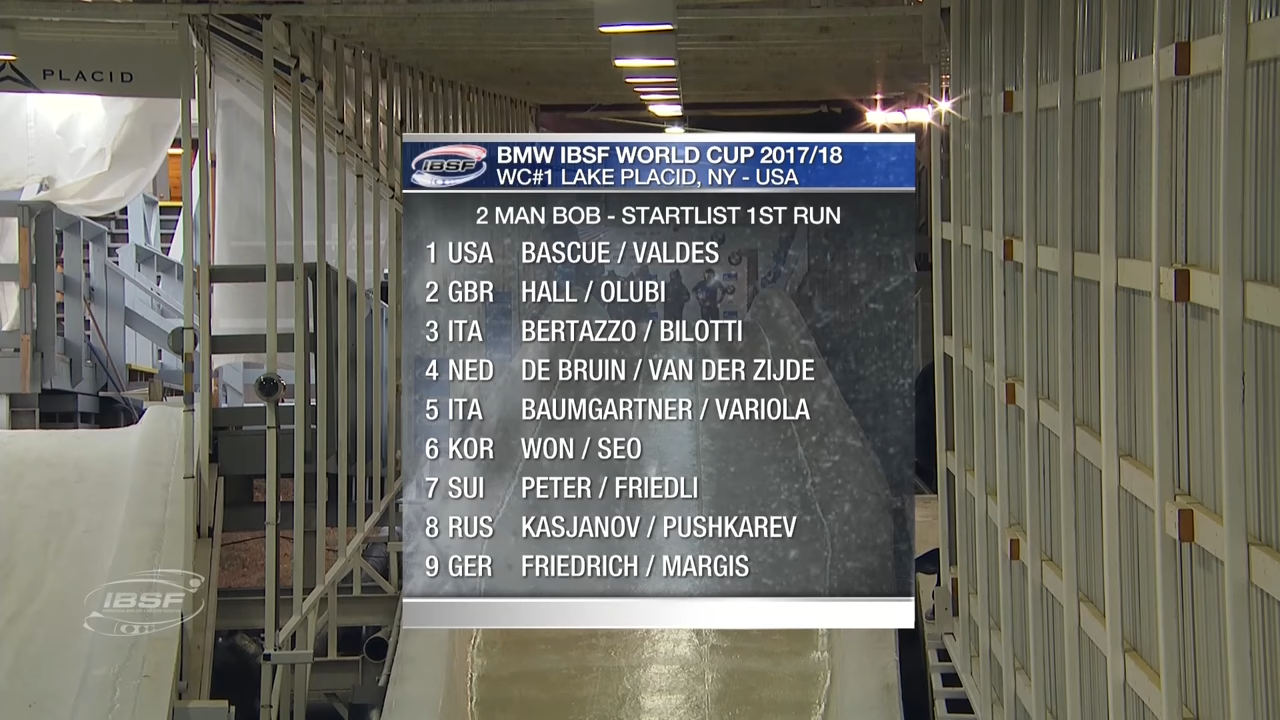 PLACID
IBSF
BMW IBSF WORLD CUP 2017/18
WC#1 LAKE PLACID, NY - USA
2 MAN BOB - STARTLIST 1ST RUN
1 USA BASCUE / VALDES
2 GBR HALL / OLUBI
3 ITA BERTAZZO / BILOTTI
4 NED DE BRUIN / VAN DER ZIJDE
5 ITA BAUMGARTNER / VARIOLA
6 KOR WON / SEO
7 SUI PETER / FRIEDLI
8 RUS KASJANOV / PUSHKAREV
9 GER FRIEDRICH / MARGIS
IBSF